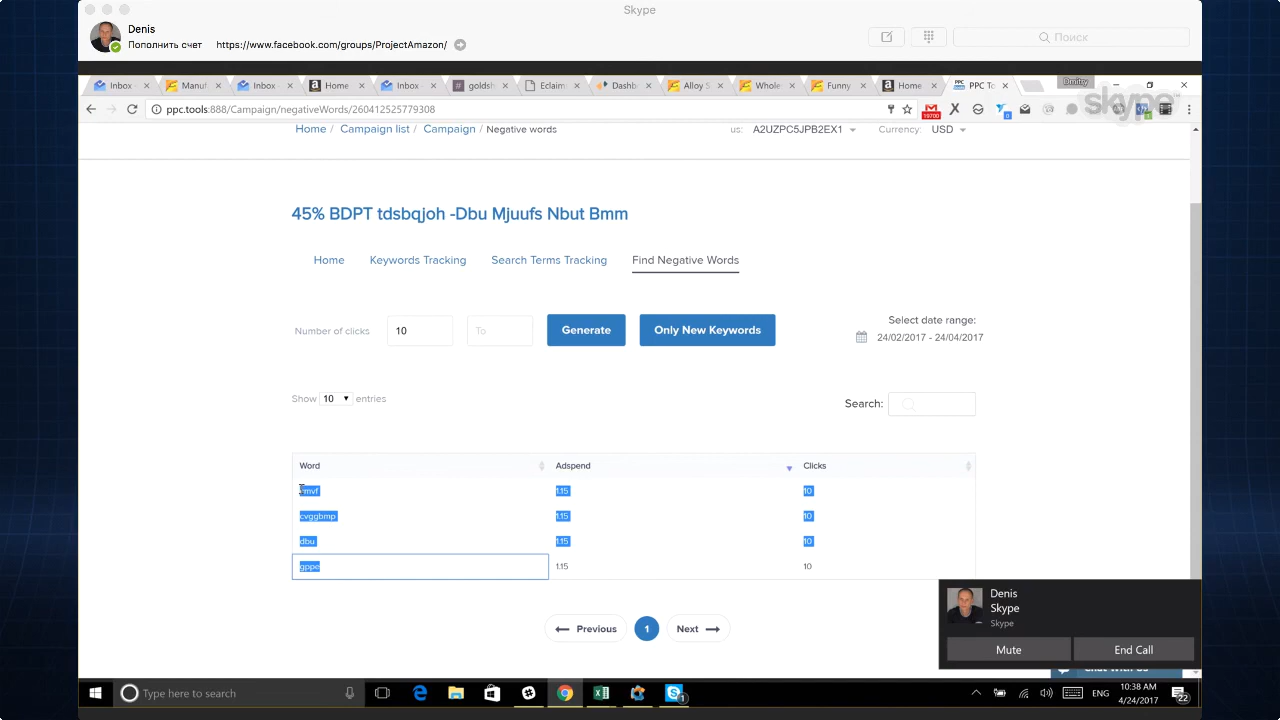 Skype
Denis
Пополнить счет https://www.facebook.com/groups/ProjectAmazon/
Поиск
Inbox Manuf Inbox Home Inbox goldsh Eclaim Dashb Alloy S Whole Funny Home PPC To Dmitry
ppc.tools:888/Campaign/negativeWords/260412525779308
19700
skype™
Home / Campaign list / Campaign / Negative words
us: A2UZPC5JPB2EX1 Currency: USD
45% BDPT tdsbqjoh -Dbu Mjuufs Nbut Bmm
Home Keywords Tracking Search Terms Tracking Find Negative Words
Number of clicks 10 To Generate Only New Keywords
Select date range:
24/02/2017 - 24/04/2017
Show 10 entries
Search:
Word Adspend Clicks
1.15 10
cvggbmp 1.15 10
dbu 1.15 10
gppe 1.15 10
Previous 1 Next
Denis
Skype
Skype
Mute End Call
Chat with Us
Type here to search
ENG
10:38 AM
4/24/2017
22